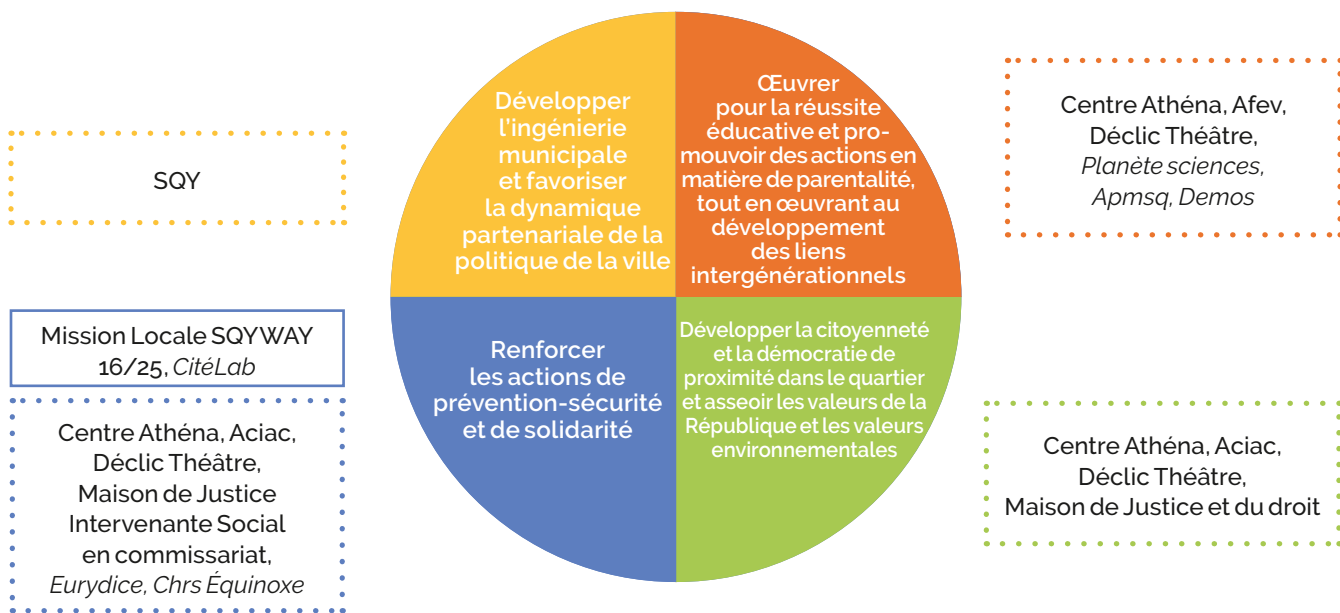 SQY
Développer
l'ingénierie
municipale
et favoriser
la dynamique
partenariale de la
politique de la ville
Œuvrer
pour la réussite
éducative et pro-
mouvoir des actions en
matière de parentalité,
tout en œuvrant au
développement
des liens
intergénérationnels
Centre Athéna, Afev,
Déclic Théâtre,
Planète sciences,
Apmsq, Demos
Mission Locale SQYWAY
16/25, CitéLab
Centre Athéna, Aciac,
Déclic Théâtre,
Maison de Justice
Intervenante Social
en commissariat,
Eurydice, Chrs Équinoxe
Renforcer
les actions de
prévention-sécurité
et de solidarité
Développer la citoyenneté
et la démocratie de
proximité dans le quartier
et asseoir les valeurs de la
République et les valeurs
environnementales
Centre Athéna, Aciac,
Déclic Théâtre,
Maison de Justice et du droit